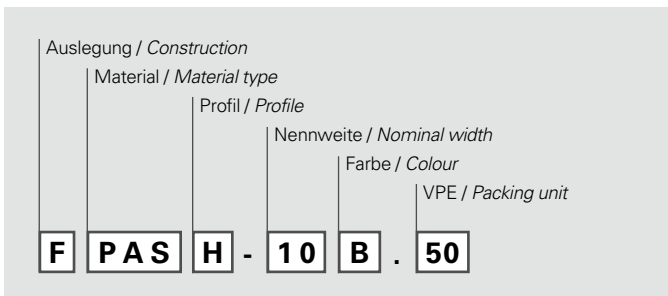 Auslegung / Construction
Material / Material type
Profil / Profile
Nennweite / Nominal width
Farbe / Colour
VPE / Packing unit
F PAS H - 10 B . 50